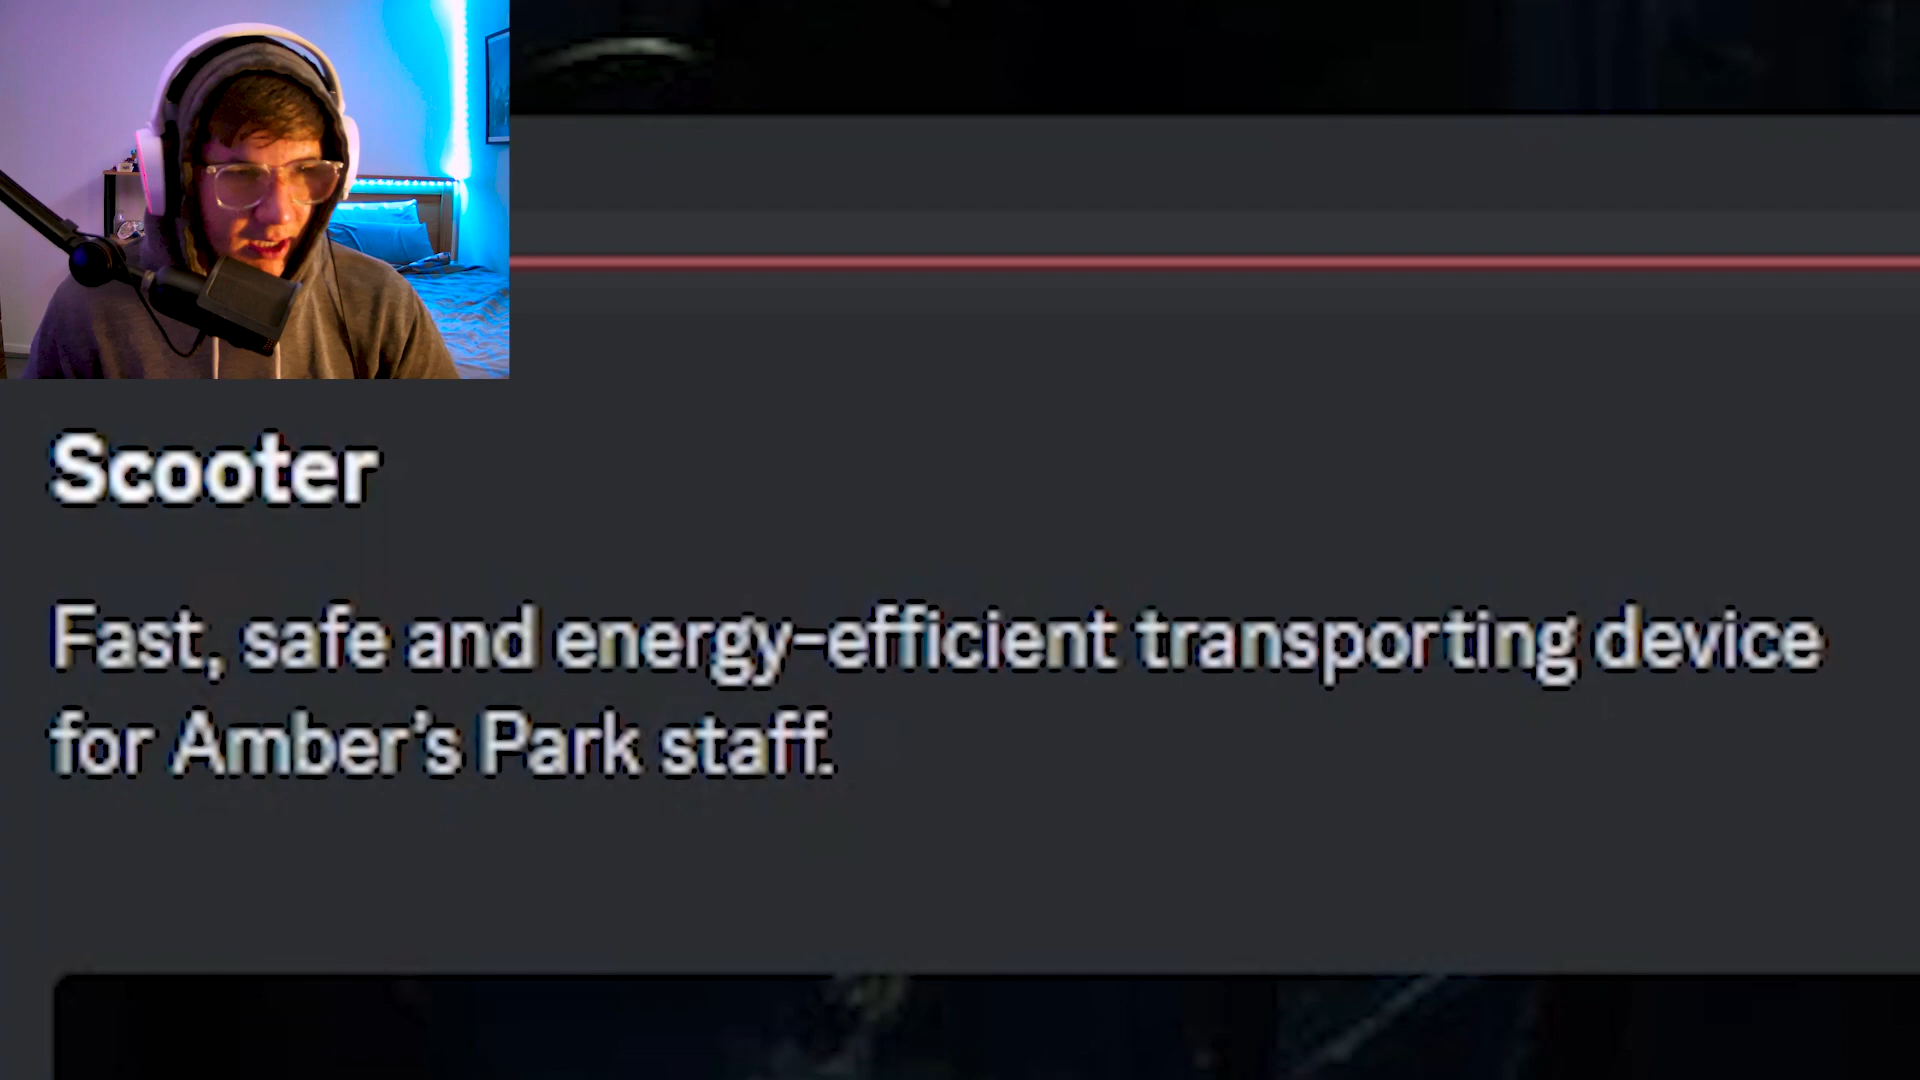 Scooter
Fast, safe and energy-efficient transporting device
for Amber's Park staff.